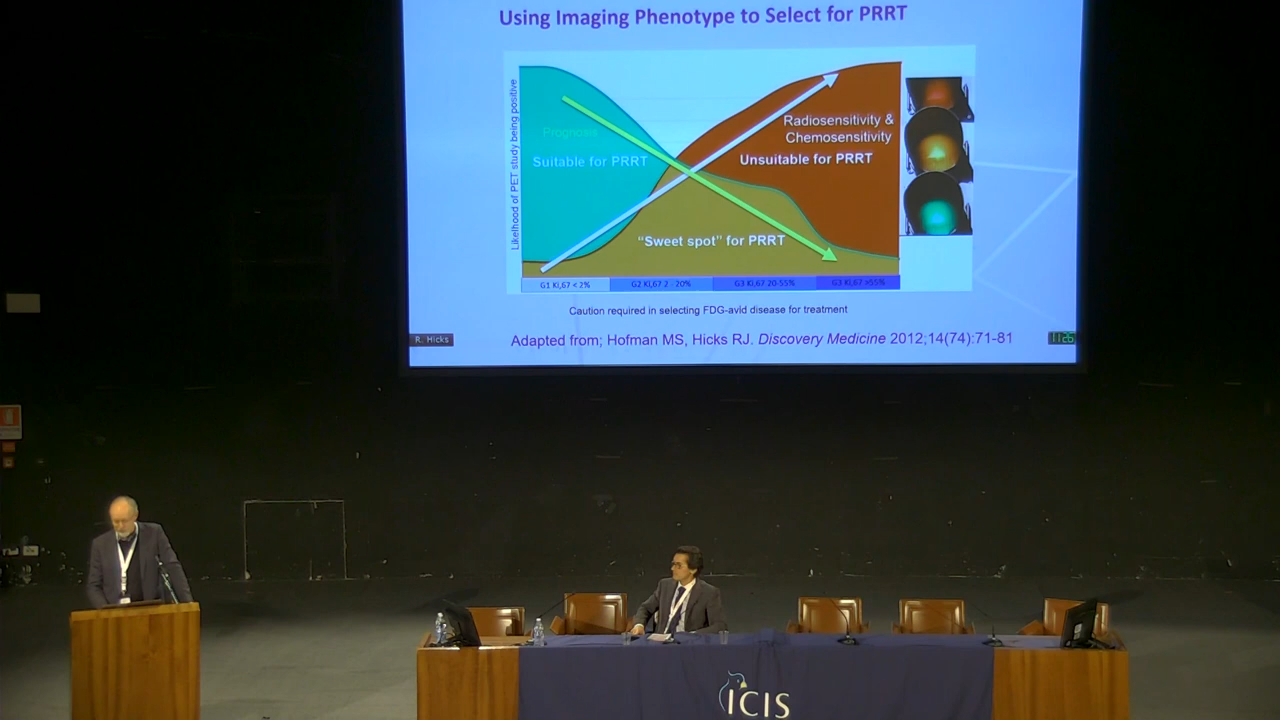 Using Imaging Phenotype to Select for PRRT
Likelihood of PET study being positive
Prognosis
Suitable for PRRT
Radiosensitivity &
Chemosensitivity
Unsuitable for PRRT
“Sweet spot” for PRRT
G1 Ki,67 < 2%
G2 Ki,67 2 - 20%
G3 Ki,67 20-55%
G3 Ki,67 >55%
Caution required in selecting FDG-avid disease for treatment
R. Hicks
Adapted from; Hofman MS, Hicks RJ. Discovery Medicine 2012;14(74):71-81
11:26
ICIS